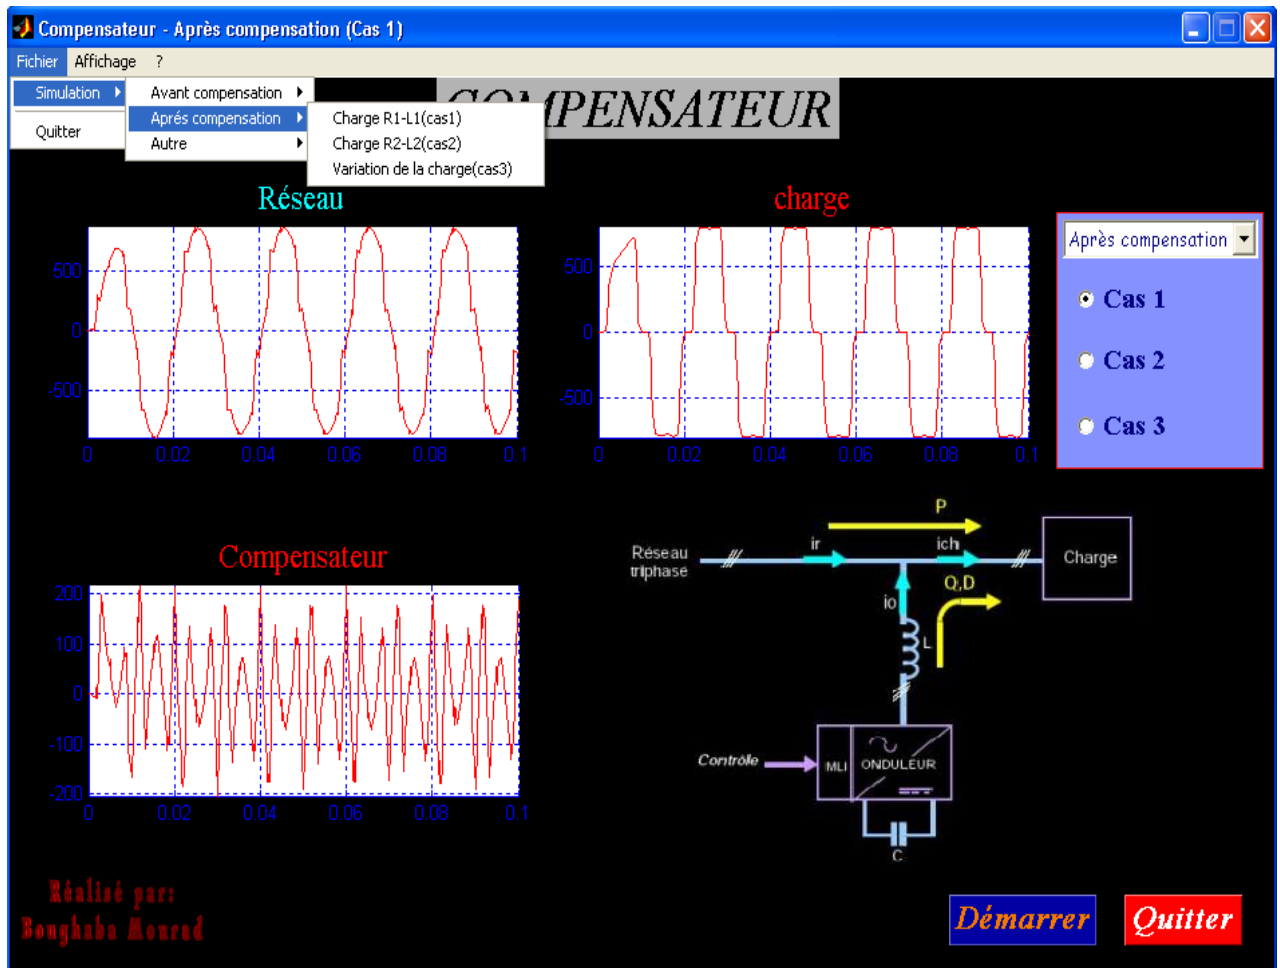 Compensateur - Après compensation (Cas 1)
Fichier Affichage ?
Simulation
Quitter
Avant compensation
Aprés compensation
Autre
Charge R1-L1(cas1)
Charge R2-L2(cas2)
Variation de la charge(cas3)
COMPENSATEUR
Réseau
500
0
-500
0 0.02 0.04 0.06 0.08 0.1
charge
500
0
-500
0 0.02 0.04 0.06 0.08 0.1
Après compensation
Cas 1
Cas 2
Cas 3
Compensateur
200
100
0
-100
-200
0 0.02 0.04 0.06 0.08 0.1
P
Réseau
triphasé
ir
ich
Charge
Q,D
io
L
Contrôle
MLI
ONDULEUR
C
Réalisé par:
Boughaba Mourad
Démarrer
Quitter